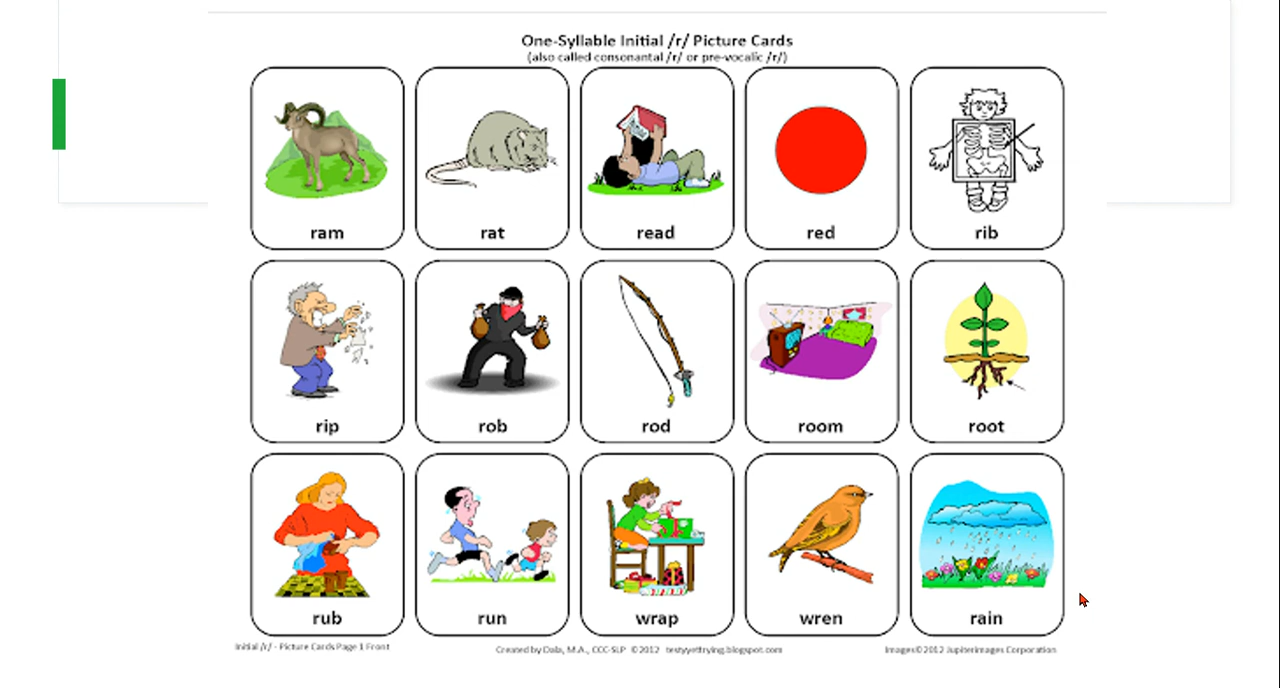 One-Syllable Initial /r/ Picture Cards
(also called consonantal /r/ or pre-vocalic /r/)
ram rat read red rib
rip rob rod room root
rub run wrap wren rain
Initial /r/ - Picture Cards Page 1 Front Created by Dala, M.A., CCC-SLP ©2012 testyyettrying.blogspot.com Images©2012 Jupiterimages Corporation